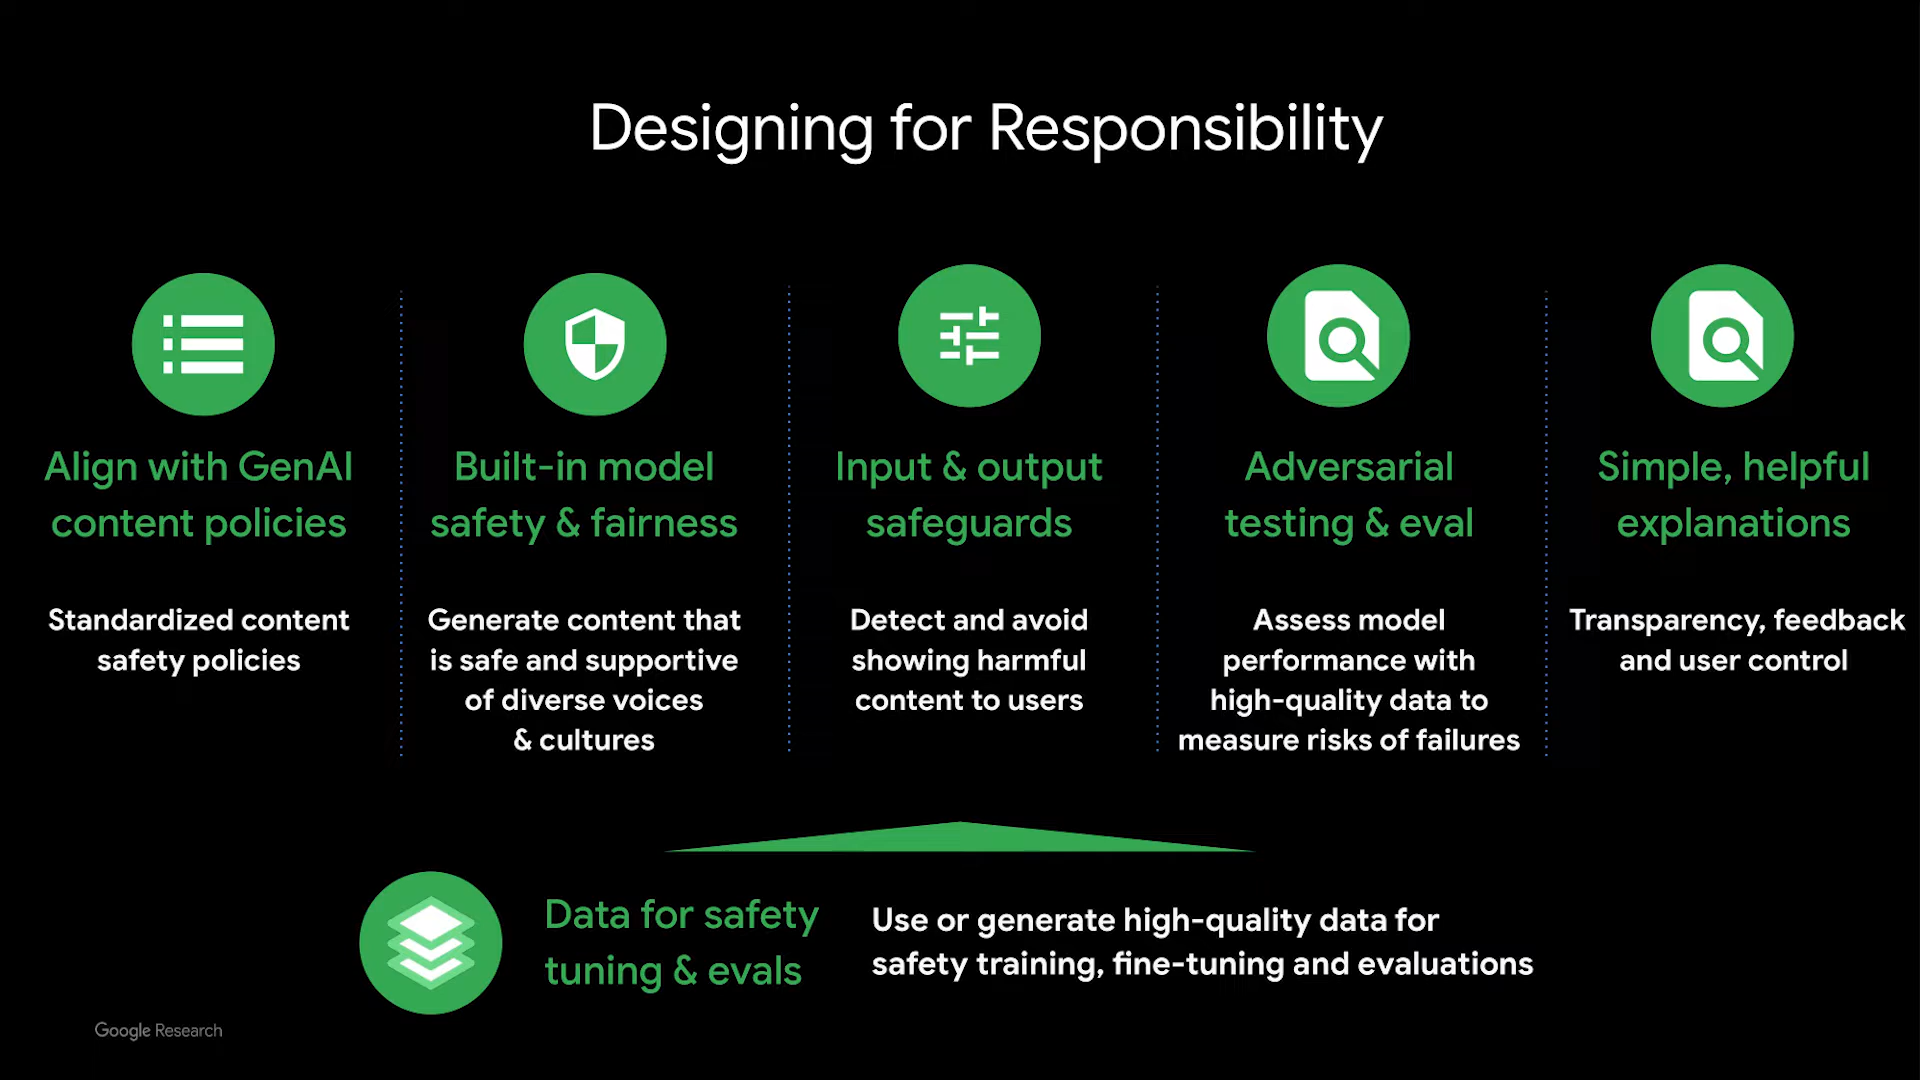 Designing for Responsibility
Align with GenAI
content policies
Standardized content
safety policies
Built-in model
safety & fairness
Generate content that
is safe and supportive
of diverse voices
& cultures
Input & output
safeguards
Detect and avoid
showing harmful
content to users
Adversarial
testing & eval
Assess model
performance with
high-quality data to
measure risks of failures
Simple, helpful
explanations
Transparency, feedback
and user control
Data for safety
tuning & evals
Use or generate high-quality data for
safety training, fine-tuning and evaluations
Google Research